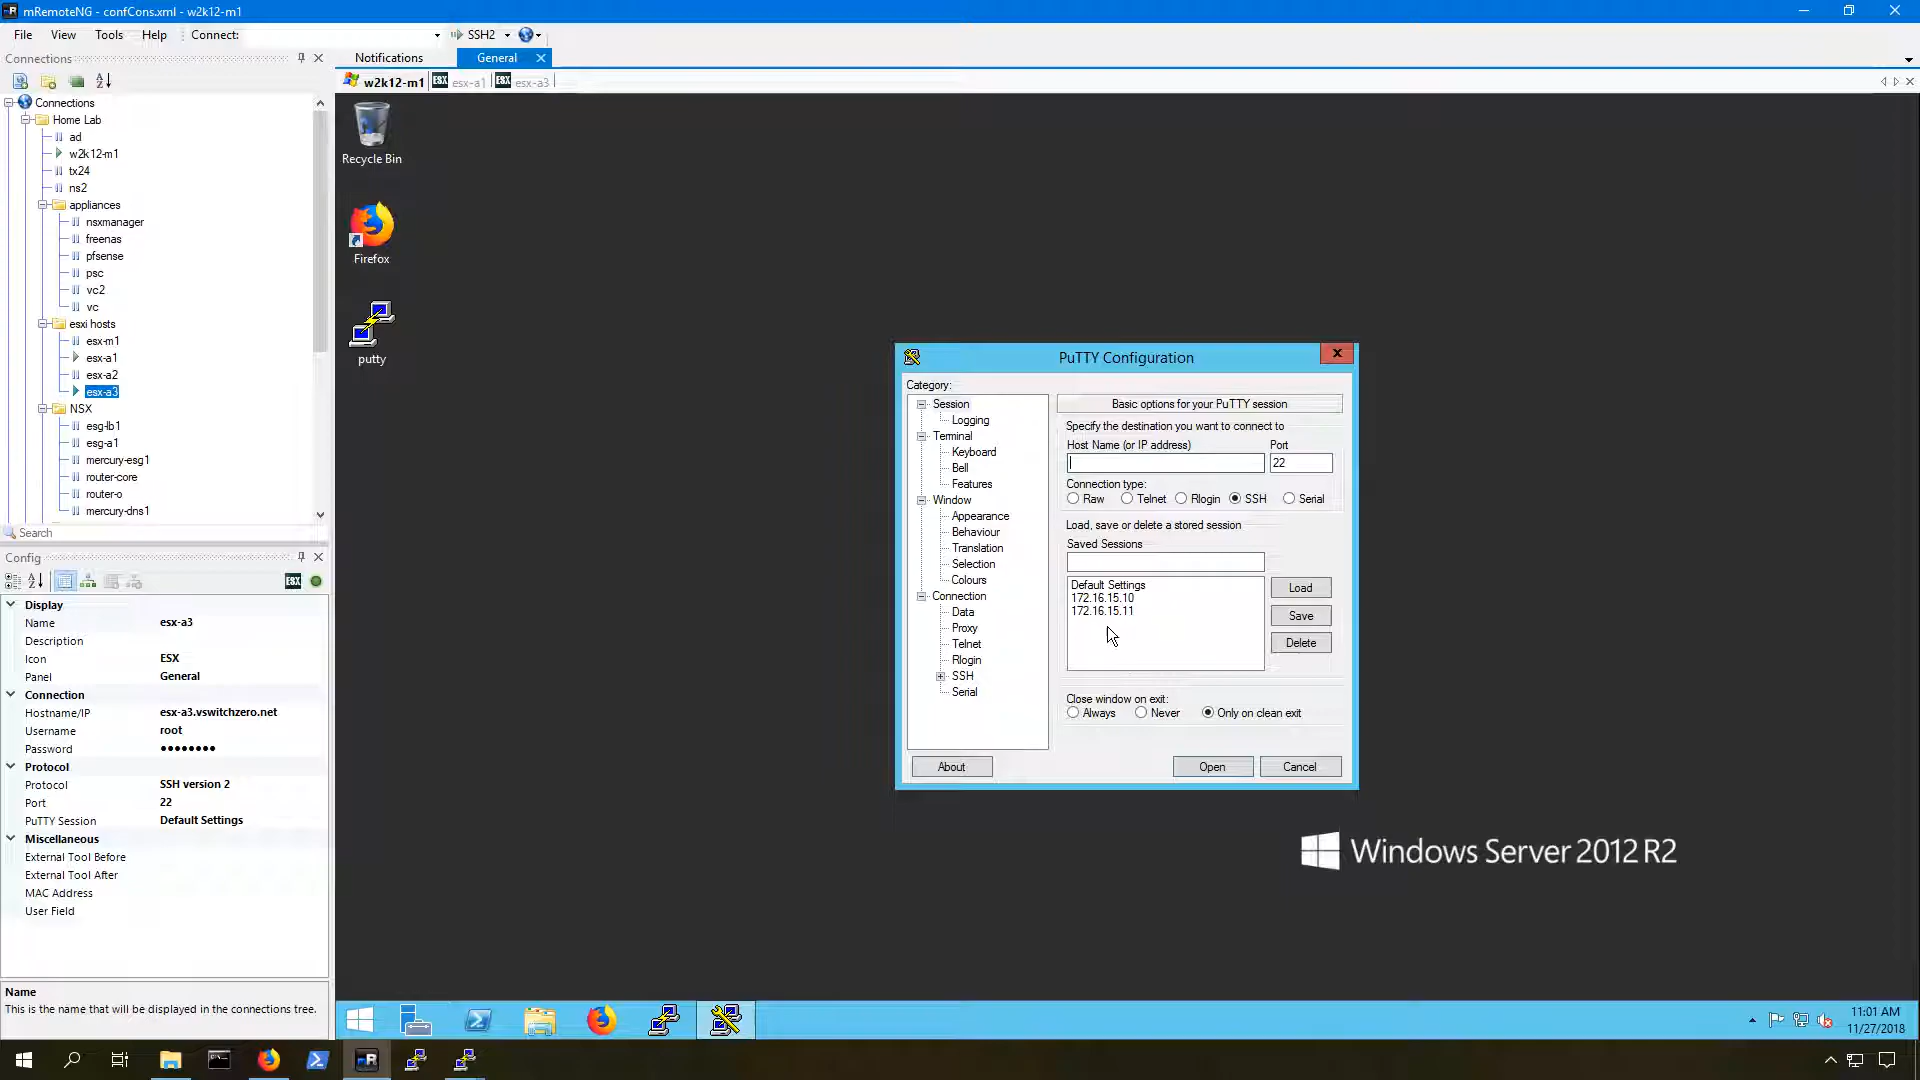 mRemoteNG - confCons.xml - w2k12-m1
File View Tools Help Connect: SSH2
Connections
Notifications General
w2k12-m1 ESX esx-a1 ESX esx-a3
Connections
Home Lab
ad
w2k12-m1
tx24
ns2
appliances
nsxmanager
freenas
pfsense
psc
vc2
vc
esxi hosts
esx-m1
esx-a1
esx-a2
esx-a3
NSX
esg-lb1
esg-a1
mercury-esg1
router-core
router-o
mercury-dns1
Search
Config
ESX
Display
Name esx-a3
Description
Icon ESX
Panel General
Connection
Hostname/IP esx-a3.vswitchzero.net
Username root
Password ●●●●●●●●
Protocol
Protocol SSH version 2
Port 22
PuTTY Session Default Settings
Miscellaneous
External Tool Before
External Tool After
MAC Address
User Field
Name
This is the name that will be displayed in the connections tree.
Recycle Bin
Firefox
putty
PuTTY Configuration
Category:
Session
Logging
Terminal
Keyboard
Bell
Features
Window
Appearance
Behaviour
Translation
Selection
Colours
Connection
Data
Proxy
Telnet
Rlogin
SSH
Serial
Basic options for your PuTTY session
Specify the destination you want to connect to
Host Name (or IP address) Port
22
Connection type:
Raw Telnet Rlogin SSH Serial
Load, save or delete a stored session
Saved Sessions
Default Settings
172.16.15.10
172.16.15.11
Load
Save
Delete
Close window on exit:
Always Never Only on clean exit
About Open Cancel
Windows Server 2012 R2
11:01 AM
11/27/2018